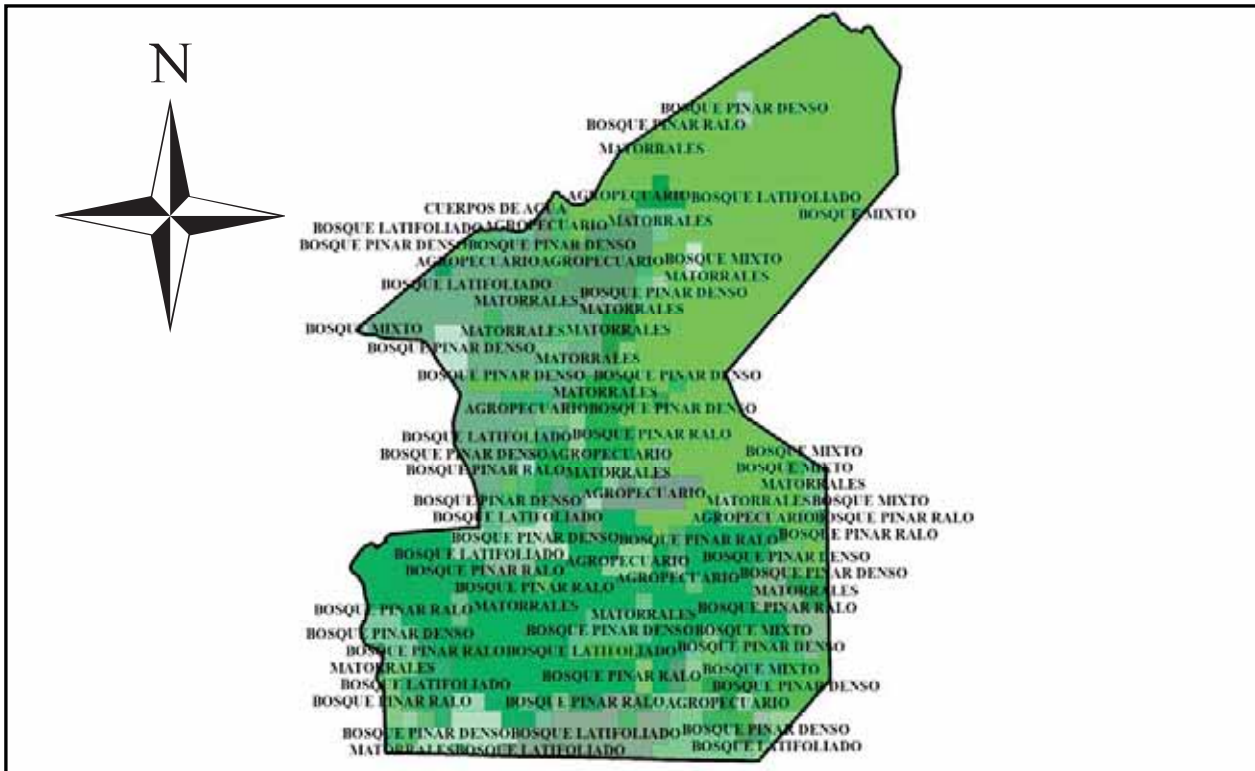 N
BOSQUE PINAR DENSO
BOSQUE PINAR RALO
MATORRALES
AGROPECUARIO BOSQUE LATIFOLIADO
CUERPOS DE AGUA
BOSQUE MIXTO
BOSQUE LATIFOLIADO AGROPECUARIO MATORRALES
BOSQUE PINAR DENSO BOSQUE PINAR DENSO
AGROPECUARIO AGROPECUARIO BOSQUE MIXTO
MATORRALES
BOSQUE LATIFOLIADO
BOSQUE PINAR DENSO
MATORRALES
MATORRALES
BOSQUE MIXTO MATORRALES MATORRALES
BOSQUE PINAR DENSO
MATORRALES
BOSQUE PINAR DENSO BOSQUE PINAR DENSO
MATORRALES
AGROPECUARIO BOSQUE PINAR DENSO
BOSQUE LATIFOLIADO BOSQUE PINAR RALO
BOSQUE MIXTO
BOSQUE PINAR DENSO AGROPECUARIO
BOSQUE MIXTO
BOSQUE PINAR RALO MATORRALES
MATORRALES
AGROPECUARIO
BOSQUE PINAR DENSO MATORRALES BOSQUE MIXTO
BOSQUE LATIFOLIADO AGROPECUARIO BOSQUE PINAR RALO
BOSQUE PINAR RALO
BOSQUE PINAR DENSO BOSQUE PINAR RALO
BOSQUE LATIFOLIADO BOSQUE PINAR DENSO
AGROPECUARIO
BOSQUE PINAR RALO BOSQUE PINAR DENSO
AGROPECUARIO
BOSQUE PINAR RALO MATORRALES
BOSQUE PINAR RALO MATORRALES BOSQUE PINAR RALO
MATORRALES
BOSQUE PINAR DENSO BOSQUE PINAR DENSO BOSQUE MIXTO
BOSQUE PINAR RALO BOSQUE LATIFOLIADO BOSQUE PINAR DENSO
MATORRALES BOSQUE MIXTO
BOSQUE PINAR RALO
BOSQUE LATIFOLIADO BOSQUE PINAR DENSO
BOSQUE PINAR RALO BOSQUE PINAR RALO AGROPECUARIO
BOSQUE PINAR DENSO BOSQUE LATIFOLIADO BOSQUE PINAR DENSO
MATORRALES BOSQUE LATIFOLIADO BOSQUE LATIFOLIADO